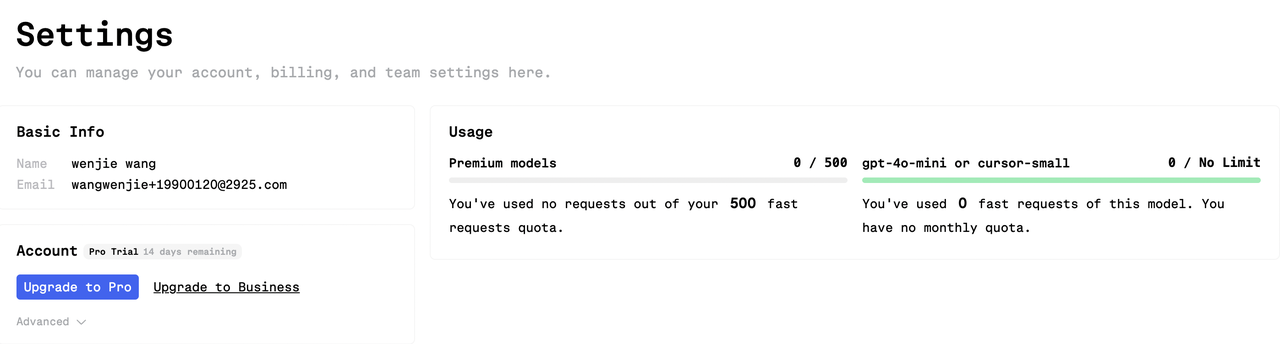 Settings
You can manage your account, billing, and team settings here.
Basic Info
Name wenjie wang
Email wangwenjie+19900120@2925.com
Account Pro Trial 14 days remaining
Upgrade to Pro Upgrade to Business
Advanced
Usage
Premium models 0 / 500
You've used no requests out of your 500 fast
requests quota.
gpt-4o-mini or cursor-small 0 / No Limit
You've used 0 fast requests of this model. You
have no monthly quota.